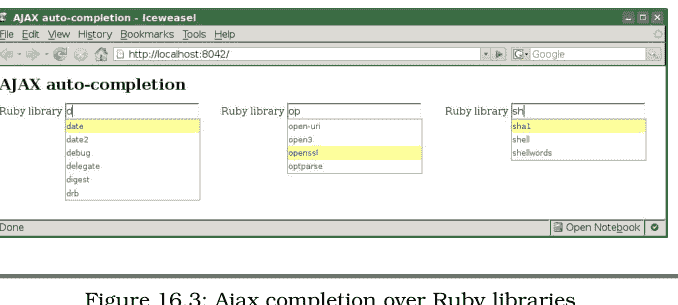 AJAX auto-completion - Iceweasel
File Edit View History Bookmarks Tools Help
http://localhost:8042/ Google
AJAX auto-completion
Ruby library d Ruby library op Ruby library sh
date open-uri sha1
date2 open3 shell
debug openssl shellwords
delegate optparse
digest
drb
Done Open Notebook
Figure 16.3: Ajax completion over Ruby libraries